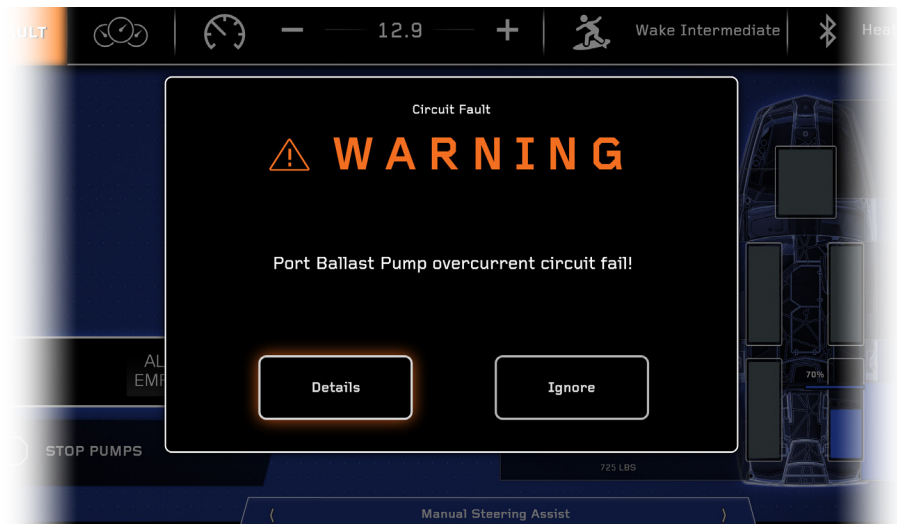 12.9
Wake Intermediate
Circuit Fault
WARNING
Port Ballast Pump overcurrent circuit fail!
Details
Ignore
70%
STOP PUMPS
725 LBS
Manual Steering Assist